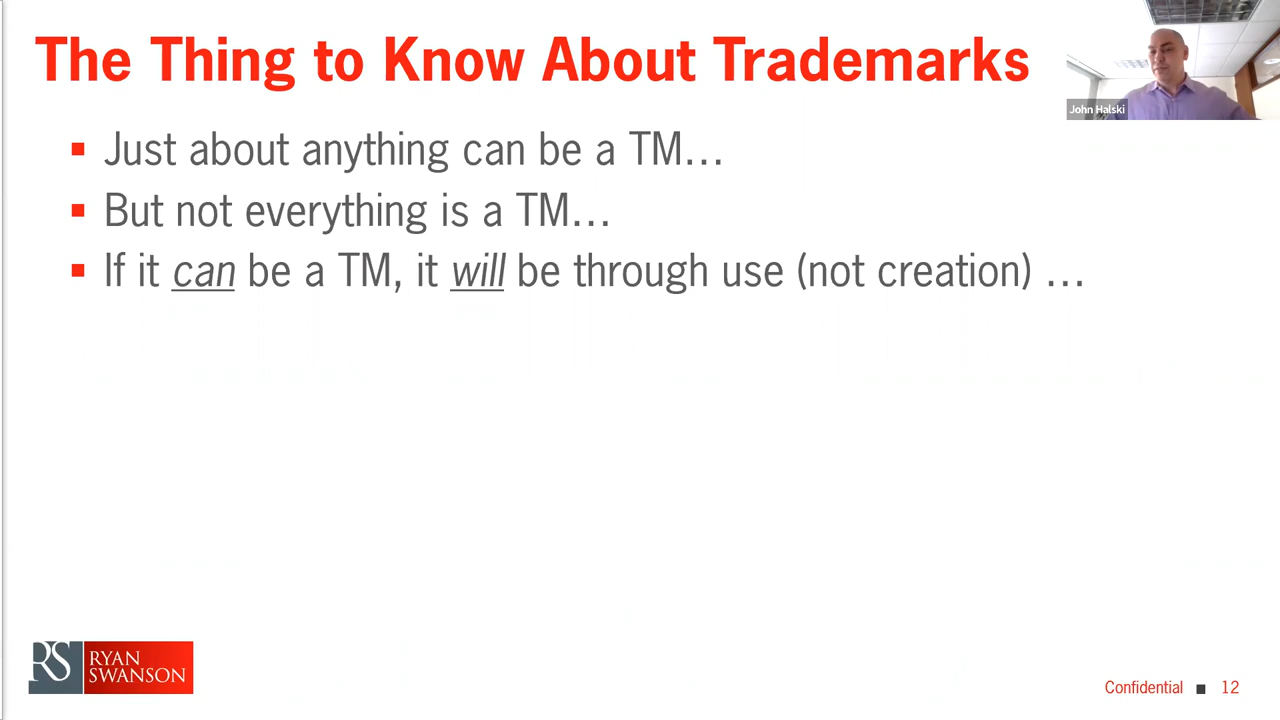 The Thing to Know About Trademarks
John Halski
▪ Just about anything can be a TM…
▪ But not everything is a TM…
▪ If it can be a TM, it will be through use (not creation) …
RS RYAN
SWANSON
Confidential ■ 12